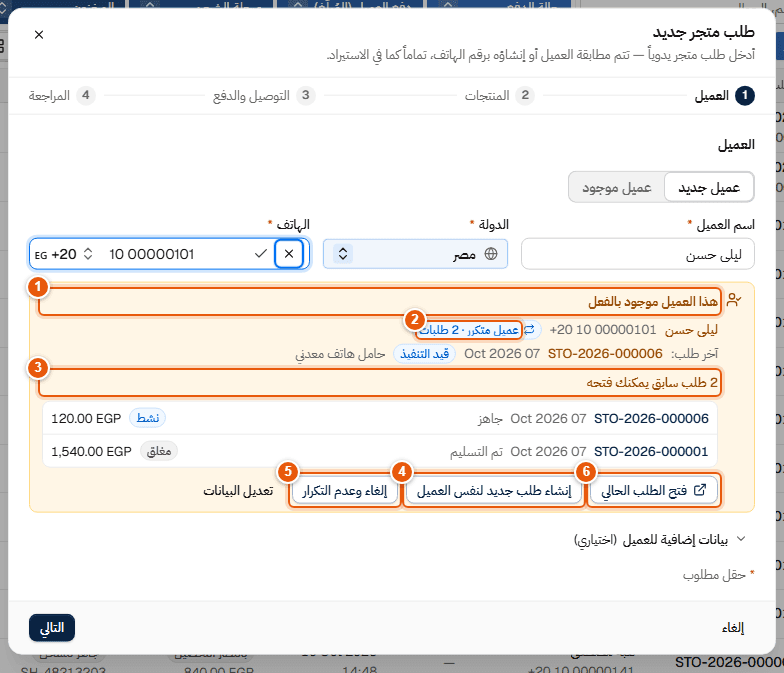 طلب متجر جديد
أدخل طلب متجر يدوياً — تتم مطابقة العميل أو إنشاؤه برقم الهاتف، تماماً كما في الاستيراد.
1 العميل
2 المنتجات
3 التوصيل والدفع
4 المراجعة
العميل
عميل جديد
عميل موجود
اسم العميل *
الدولة *
الهاتف *
ليلى حسن
مصر
10 00000101
EG +20
1
هذا العميل موجود بالفعل
2
ليلى حسن +20 10 00000101 عميل متكرر · 2 طلبات
آخر طلب: STO-2026-000006 07 Oct 2026 قيد التنفيذ حامل هاتف معدني
3
2 طلب سابق يمكنك فتحه
STO-2026-000006 07 Oct 2026 جاهز نشط 120.00 EGP
STO-2026-000001 07 Oct 2026 تم التسليم مغلق 1,540.00 EGP
6 4 5
فتح الطلب الحالي
إنشاء طلب جديد لنفس العميل
إلغاء وعدم التكرار
تعديل البيانات
بيانات إضافية للعميل (اختياري)
* حقل مطلوب
إلغاء
التالي
14:48